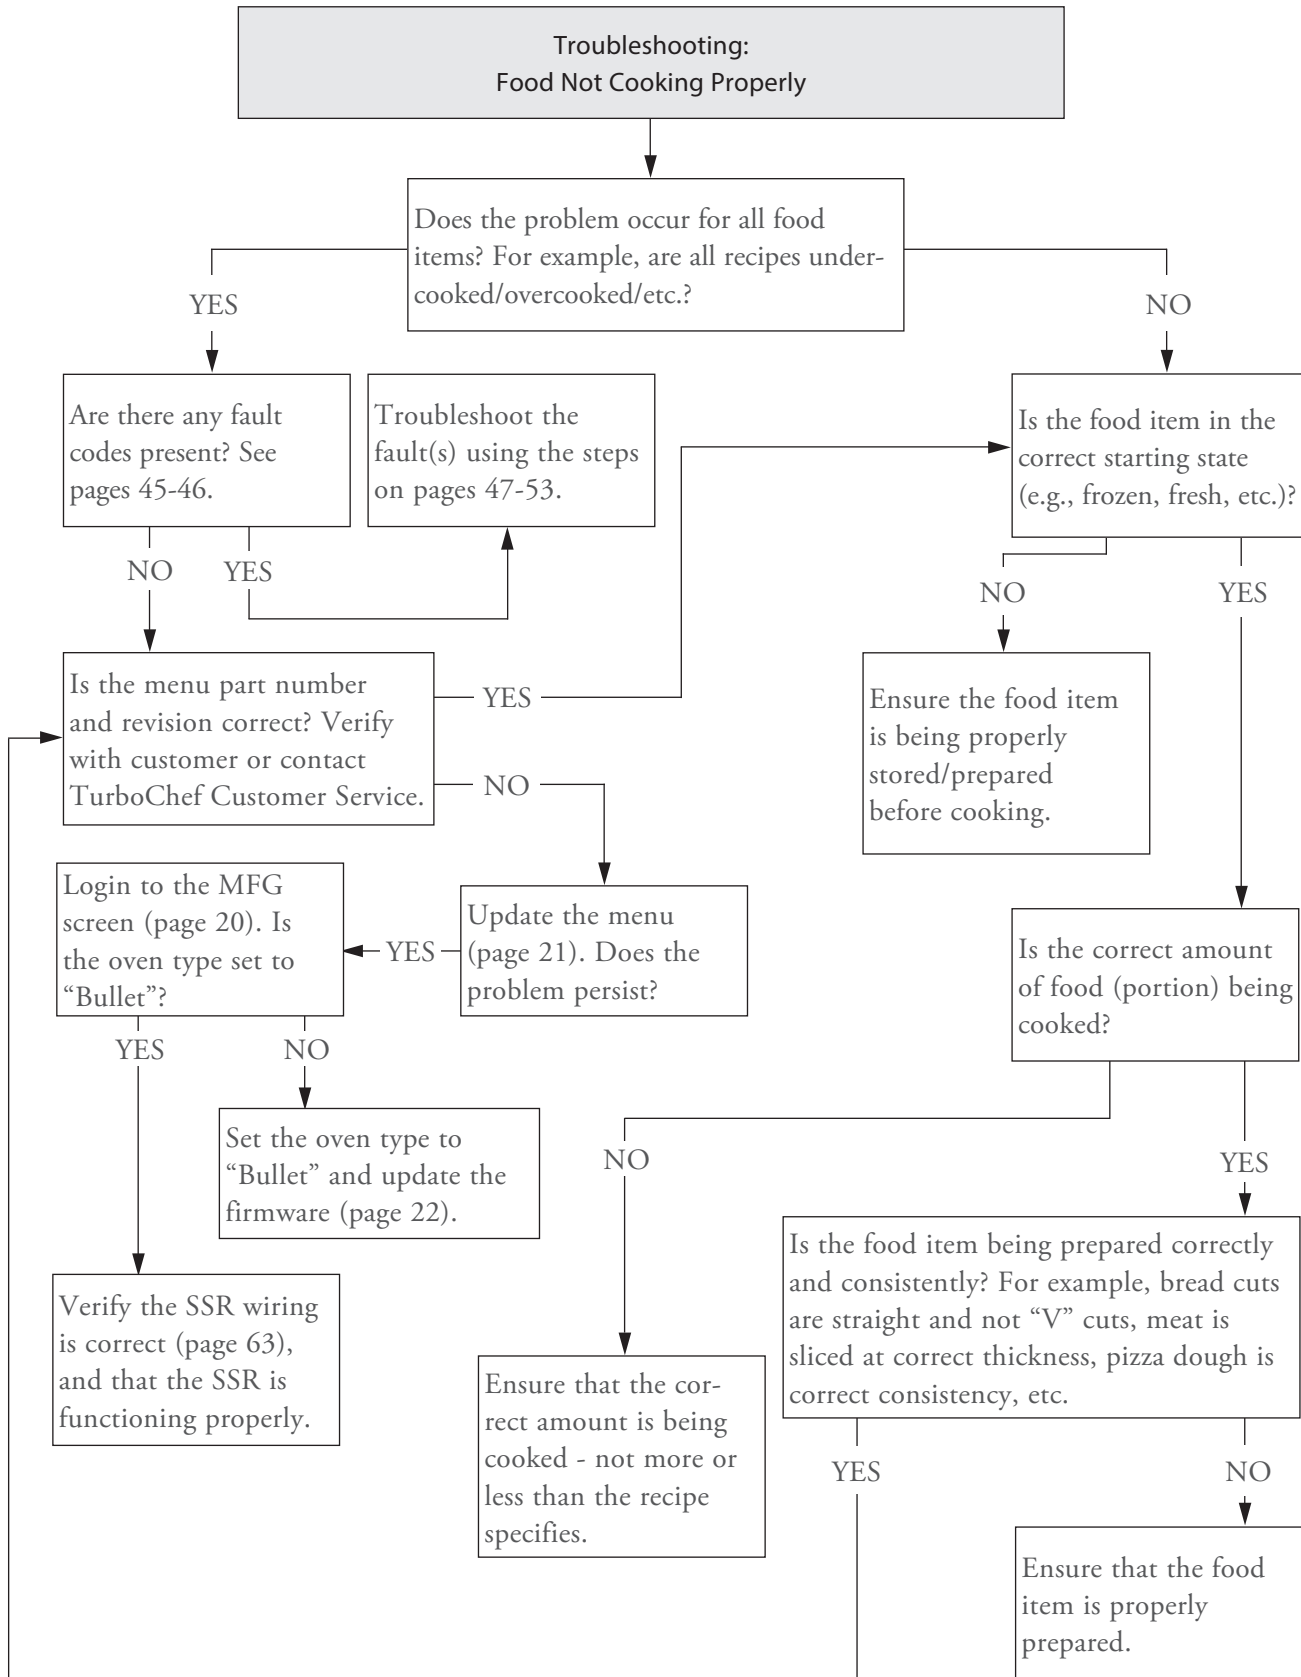 Troubleshooting:
Food Not Cooking Properly
Does the problem occur for all food
items? For example, are all recipes under-
cooked/overcooked/etc.?
YES
NO
Are there any fault
codes present? See
pages 45-46.
Troubleshoot the
fault(s) using the steps
on pages 47-53.
Is the food item in the
correct starting state
(e.g., frozen, fresh, etc.)?
NO
YES
NO
YES
Is the menu part number
and revision correct? Verify
with customer or contact
TurboChef Customer Service.
YES
NO
Ensure the food item
is being properly
stored/prepared
before cooking.
Login to the MFG
screen (page 20). Is
the oven type set to
“Bullet”?
YES
Update the menu
(page 21). Does the
problem persist?
Is the correct amount
of food (portion) being
cooked?
YES
NO
Set the oven type to
“Bullet” and update the
firmware (page 22).
NO
YES
Verify the SSR wiring
is correct (page 63),
and that the SSR is
functioning properly.
Is the food item being prepared correctly
and consistently? For example, bread cuts
are straight and not “V” cuts, meat is
sliced at correct thickness, pizza dough is
correct consistency, etc.
Ensure that the cor-
rect amount is being
cooked - not more or
less than the recipe
specifies.
YES
NO
Ensure that the food
item is properly
prepared.